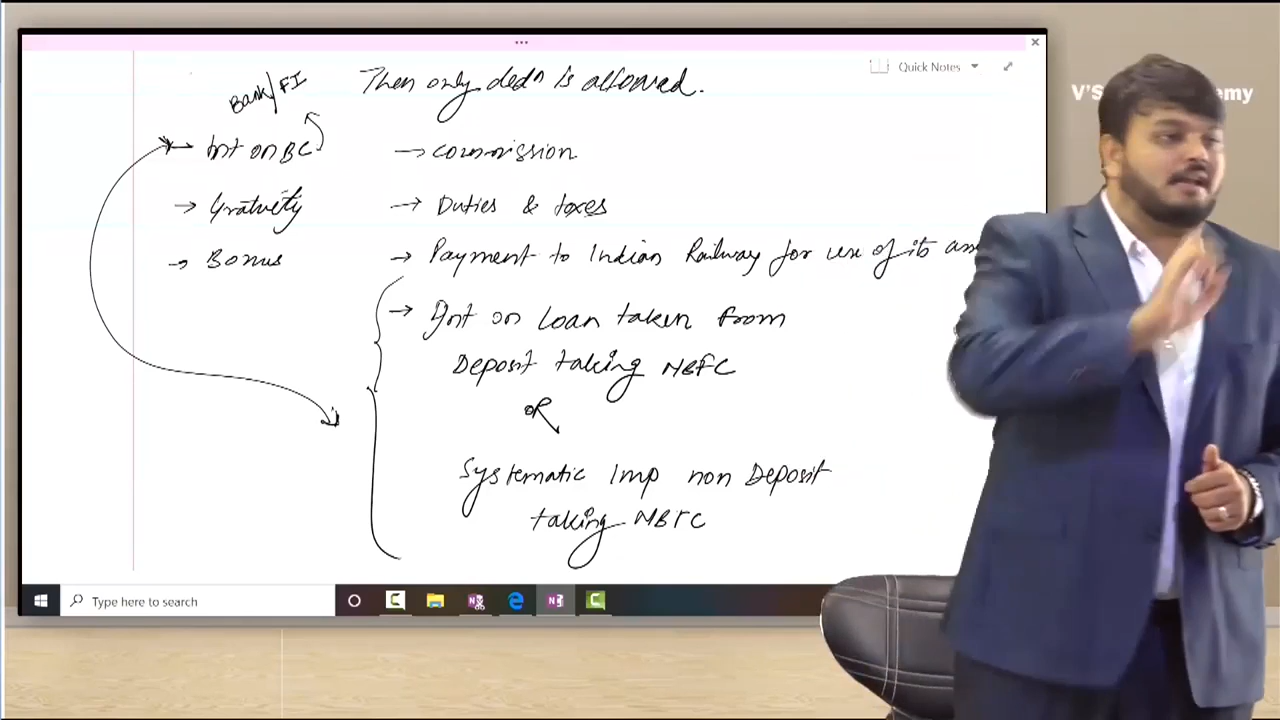 Then only dedn is allowed.
Quick Notes
V'S
my
Bank/FI
Int on BC
→ Commission
→ Gratuity
→ Duties & taxes
→ Bonus
→ Payment to Indian Railway for use of its
→ Int on loan taken from
Deposit taking NBFC
OR
Systematic Imp non Deposit
taking NBFC
Type here to search